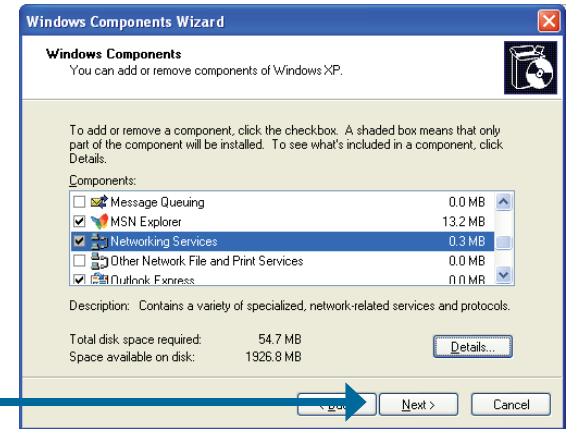 Windows Components Wizard
Windows Components
You can add or remove components of Windows XP.
To add or remove a component, click the checkbox. A shaded box means that only
part of the component will be installed. To see what's included in a component, click
Details.
Components:
Message Queuing 0.0 MB
MSN Explorer 13.2 MB
Networking Services 0.3 MB
Other Network File and Print Services 0.0 MB
Outlook Express 0.0 MB
Description: Contains a variety of specialized, network-related services and protocols.
Total disk space required: 54.7 MB
Space available on disk: 1926.8 MB
Details...
Next > Cancel